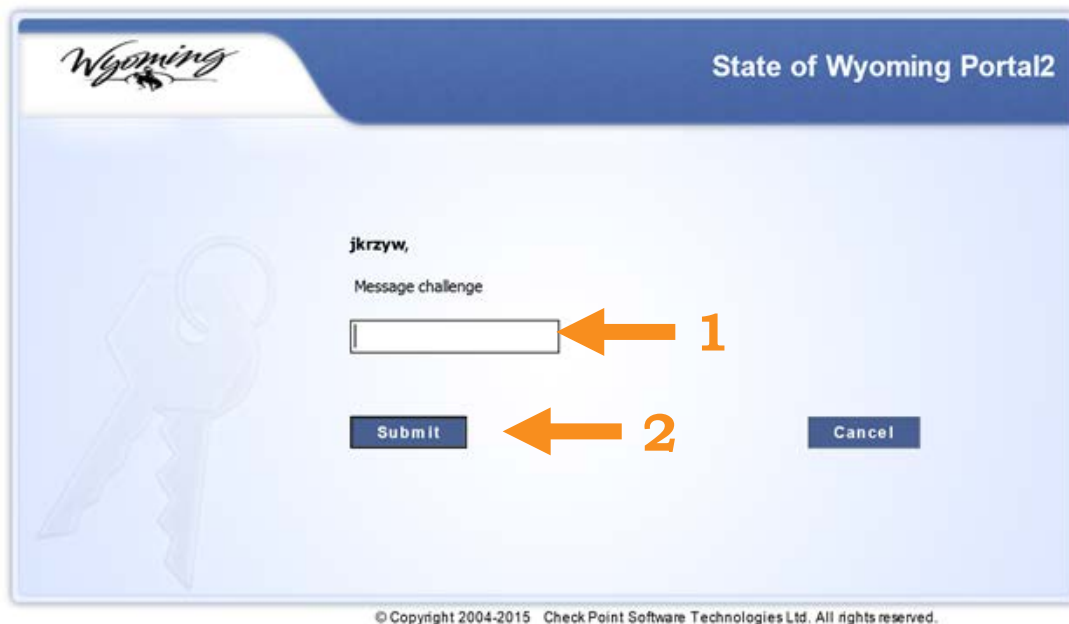 Wyoming
State of Wyoming Portal2
jkrzyw,
Message challenge
1
Submit
2
Cancel
© Copyright 2004-2015 Check Point Software Technologies Ltd. All rights reserved.